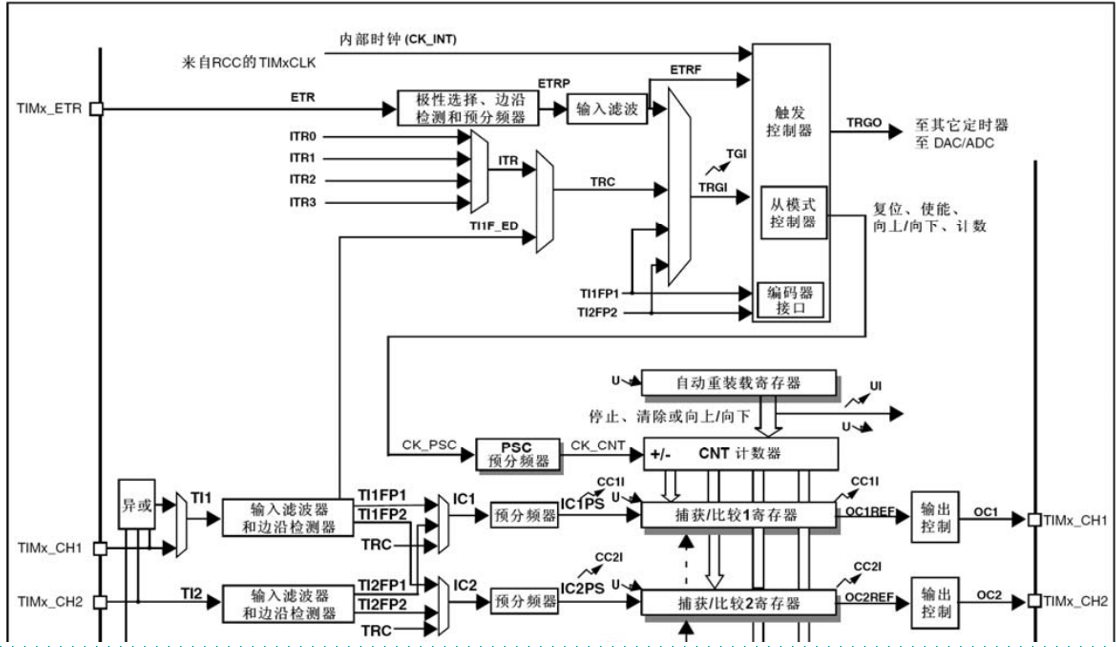 内部时钟 (CK_INT)
来自RCC的TIMxCLK
ETRF
ETRP
TIMx_ETR
ETR
极性选择、边沿
检测和预分频器
输入滤波
触发
控制器
TRGO
至其它定时器
至 DAC/ADC
ITR0
ITR1
ITR2
ITR3
ITR
TGI
TRC
TRGI
从模式
控制器
复位、使能、
向上/向下、计数
TI1F_ED
TI1FP1
TI2FP2
编码器
接口
U
自动重装载寄存器
UI
停止、清除或向上/向下
U
CK_PSC
PSC
预分频器
CK_CNT
+/-
CNT 计数器
异或
TI1
输入滤波器
和边沿检测器
TI1FP1
TI1FP2
TRC
IC1
预分频器
IC1PS
CC1I
U
捕获/比较1寄存器
CC1I
OC1REF
输出
控制
OC1
TIMx_CH1
TIMx_CH1
TIMx_CH2
TI2
输入滤波器
和边沿检测器
TI2FP1
TI2FP2
TRC
IC2
预分频器
IC2PS
CC2I
U
捕获/比较2寄存器
CC2I
OC2REF
输出
控制
OC2
TIMx_CH2